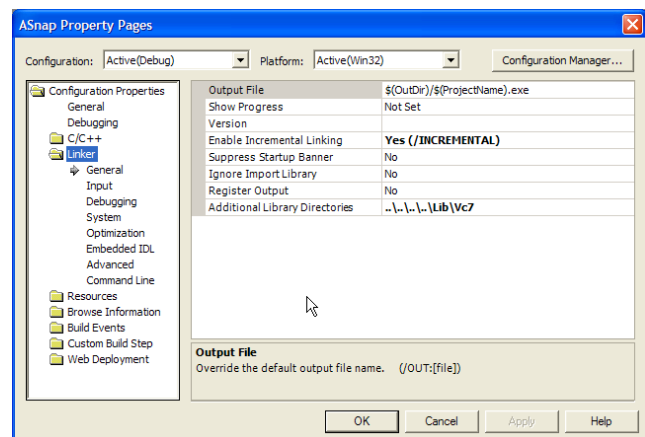 ASnap Property Pages
Configuration: Active(Debug) Platform: Active(Win32) Configuration Manager...
Configuration Properties
General
Debugging
C/C++
Linker
General
Input
Debugging
System
Optimization
Embedded IDL
Advanced
Command Line
Resources
Browse Information
Build Events
Custom Build Step
Web Deployment
Output File $(OutDir)/$(ProjectName).exe
Show Progress Not Set
Version
Enable Incremental Linking Yes (/INCREMENTAL)
Suppress Startup Banner No
Ignore Import Library No
Register Output No
Additional Library Directories ..\..\..\..\Lib\Vc7
Output File
Override the default output file name. (/OUT:[file])
OK Cancel Apply Help